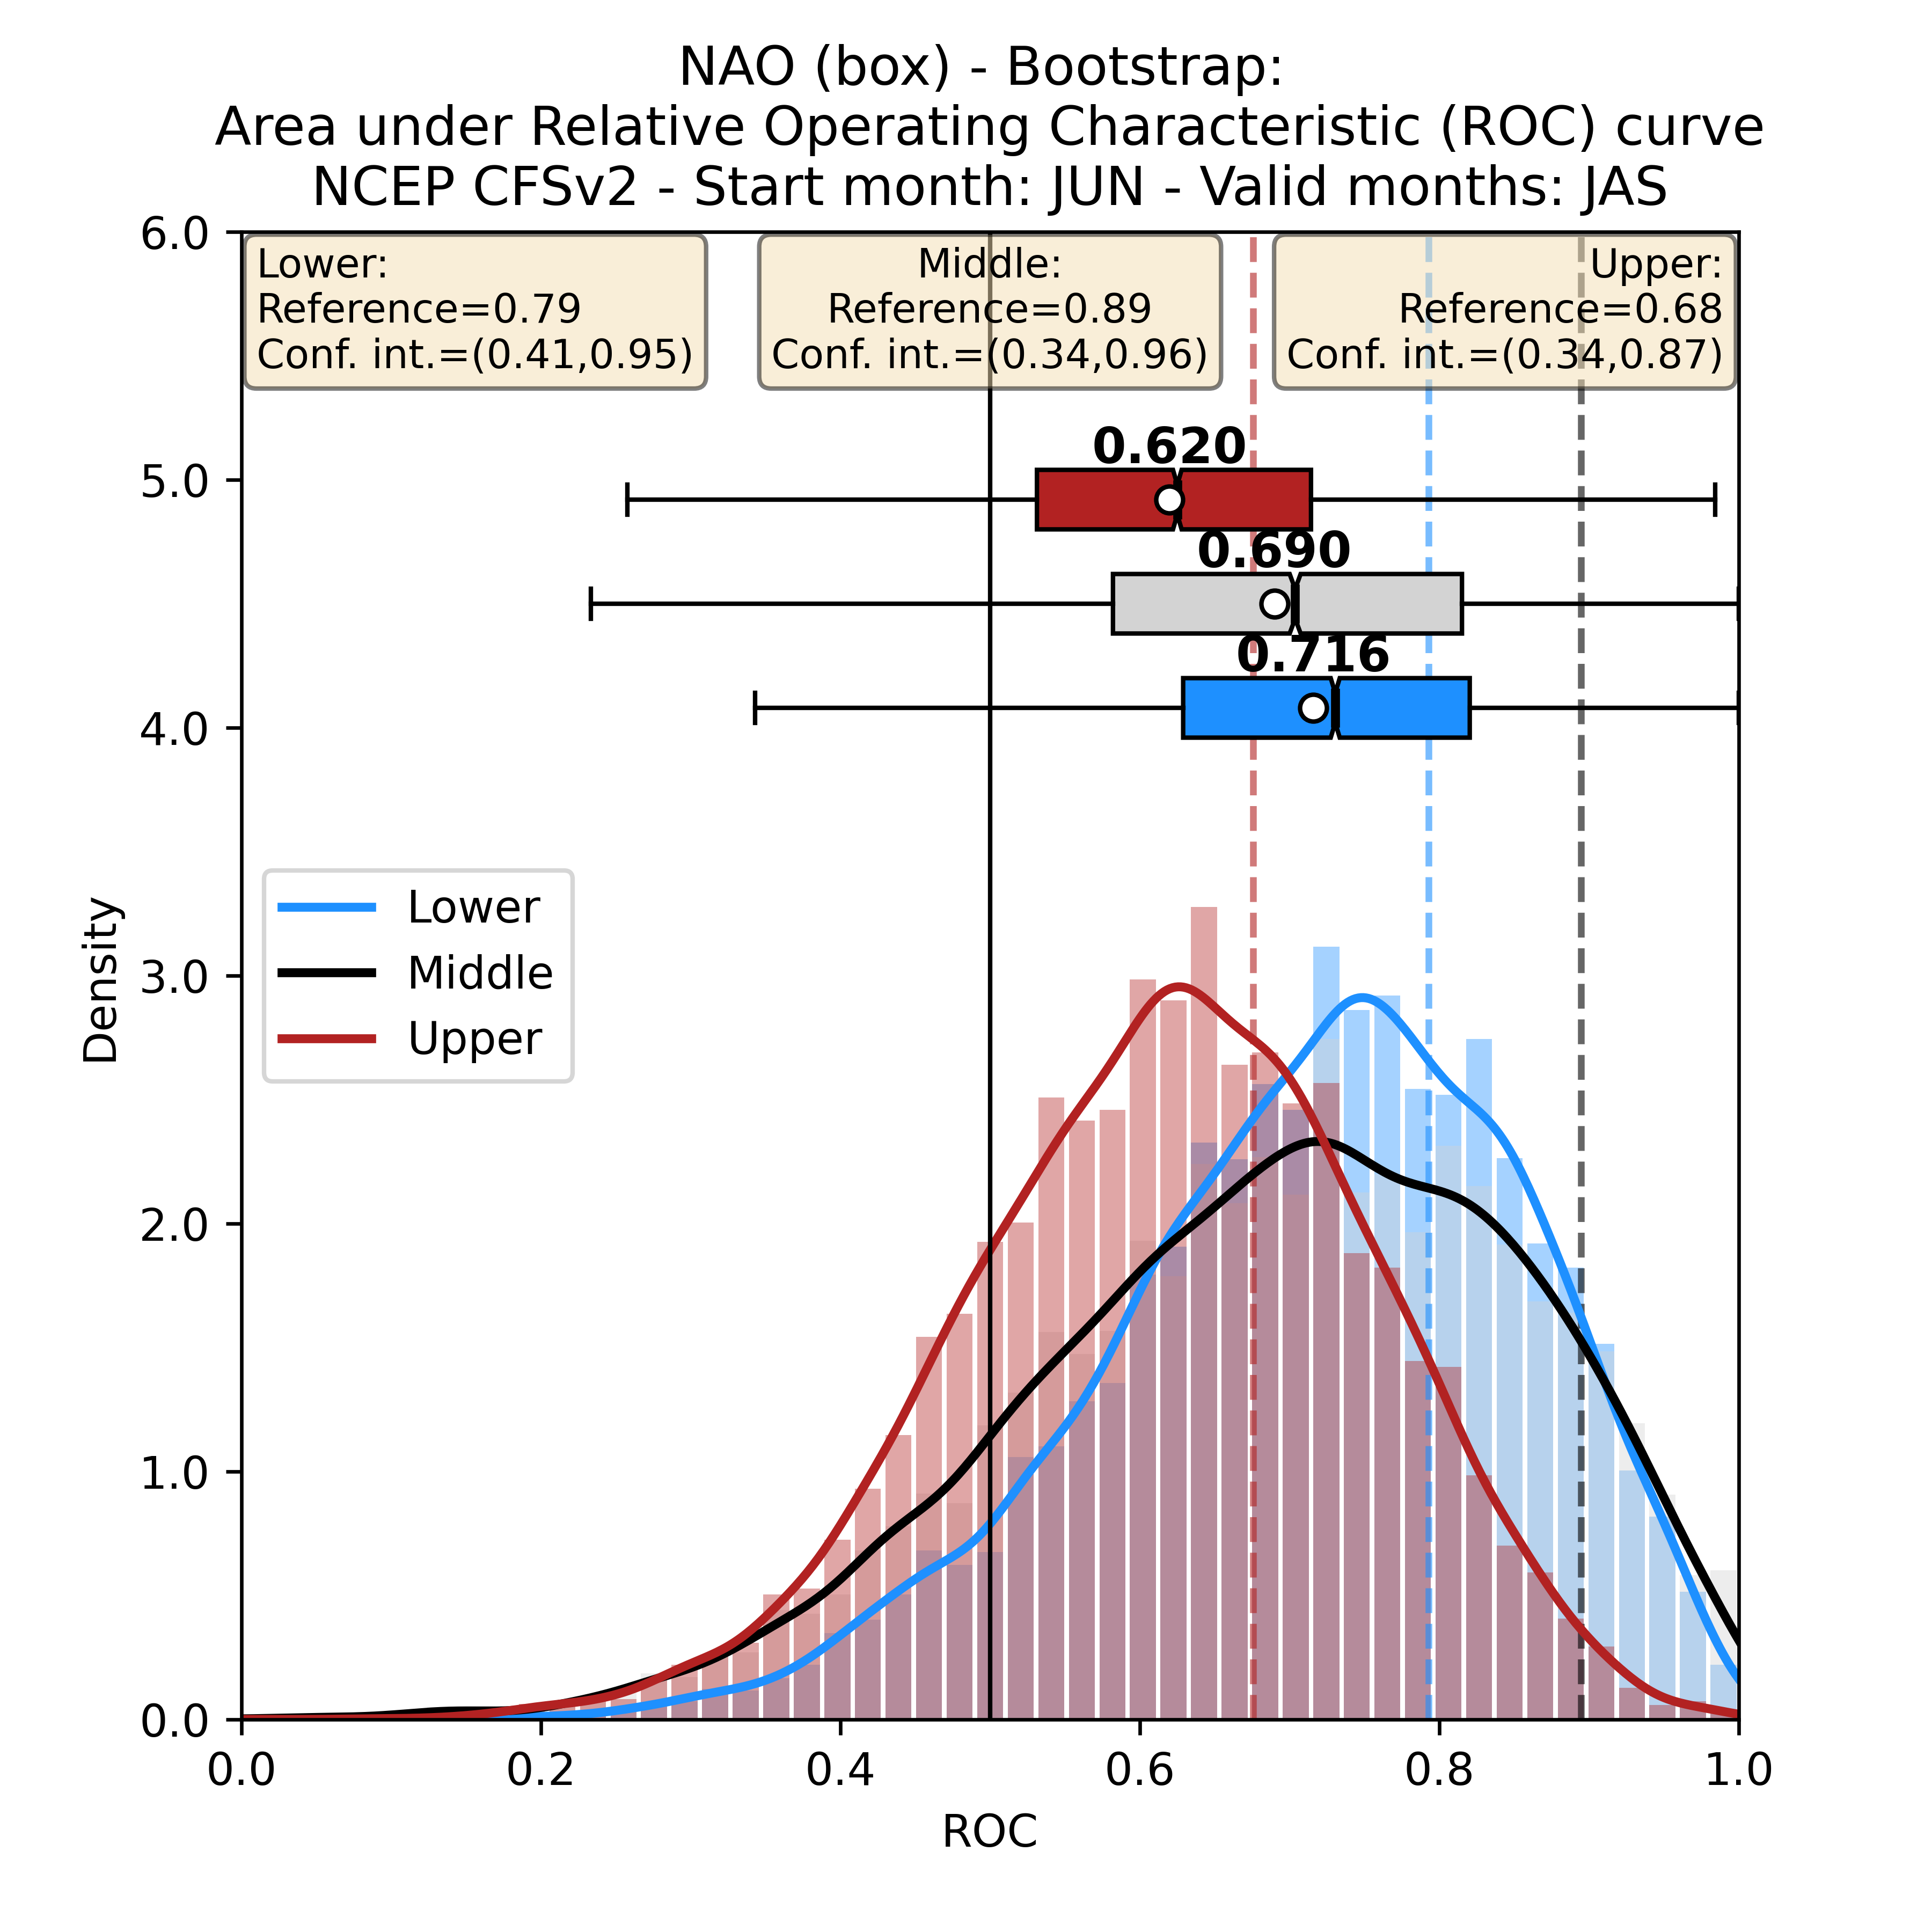 NAO (box) - Bootstrap:
Area under Relative Operating Characteristic (ROC) curve
NCEP CFSv2 - Start month: JUN - Valid months: JAS
6.0
5.0
4.0
3.0
2.0
1.0
0.0
Density
Lower:
Reference=0.79
Conf. int.=(0.41,0.95)
Middle:
Reference=0.89
Conf. int.=(0.34,0.96)
Upper:
Reference=0.68
Conf. int.=(0.34,0.87)
0.620
0.690
0.716
Lower
Middle
Upper
0.0
0.2
0.4
0.6
0.8
1.0
ROC